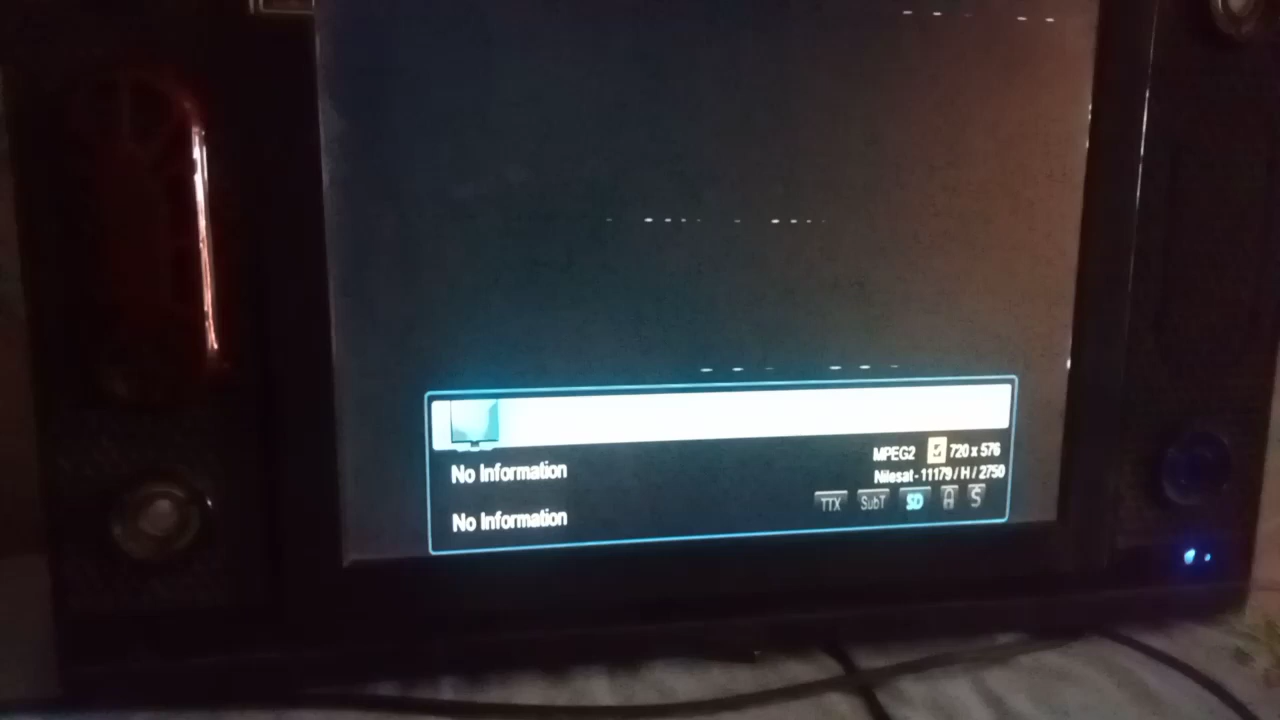 No Information
MPEG2 720 x 576
Nilesat - 11179 / H / 2750
TTX SubT SD A $
No Information